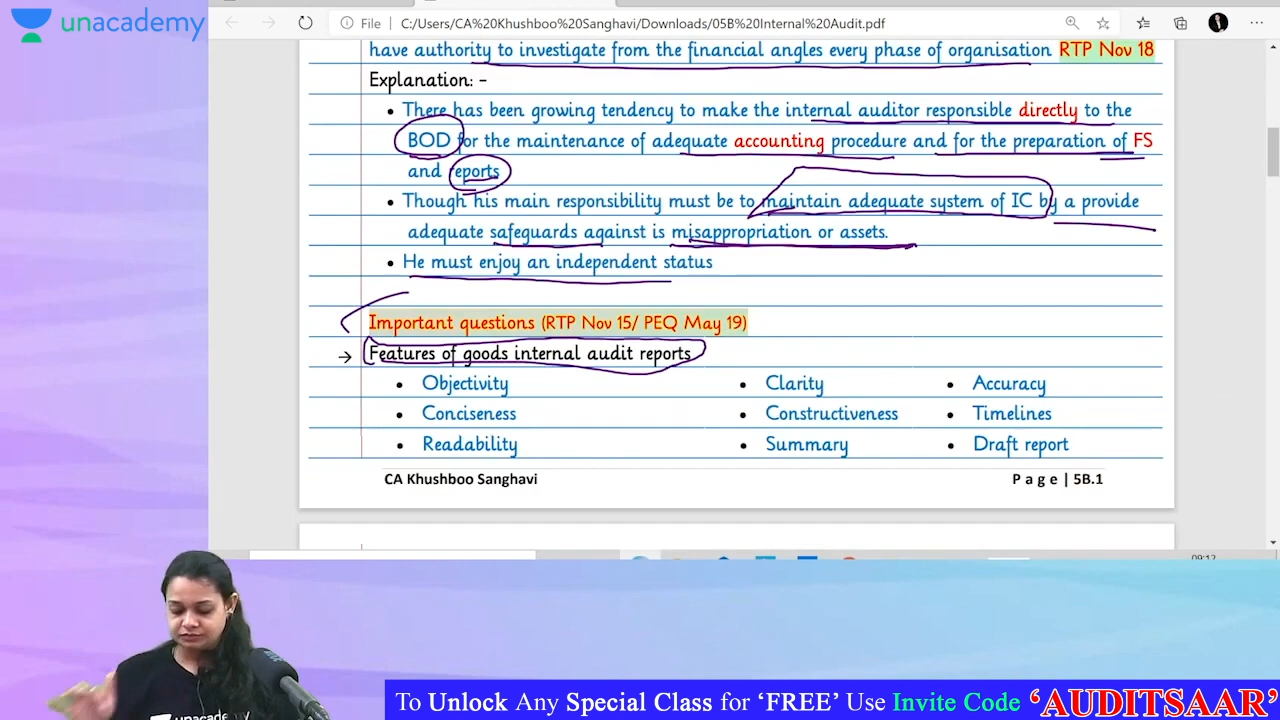 unacademy
File
C:/Users/CA%20Khushboo%20Sanghavi/Downloads/05B%20Internal%20Audit.pdf
have authority to investigate from the financial angles every phase of organisation RTP Nov 18
Explanation: -
• There has been growing tendency to make the internal auditor responsible directly to the
BOD for the maintenance of adequate accounting procedure and for the preparation of FS
and eports
• Though his main responsibility must be to maintain adequate system of IC by a provide
adequate safeguards against is misappropriation or assets.
• He must enjoy an independent status
Important questions (RTP Nov 15/ PEQ May 19)
→ Features of goods internal audit reports
• Objectivity • Clarity • Accuracy
• Conciseness • Constructiveness • Timelines
• Readability • Summary • Draft report
CA Khushboo Sanghavi Page | 5B.1
09:12
unacademy
To Unlock Any Special Class for ‘FREE’ Use Invite Code ‘AUDITSAAR’